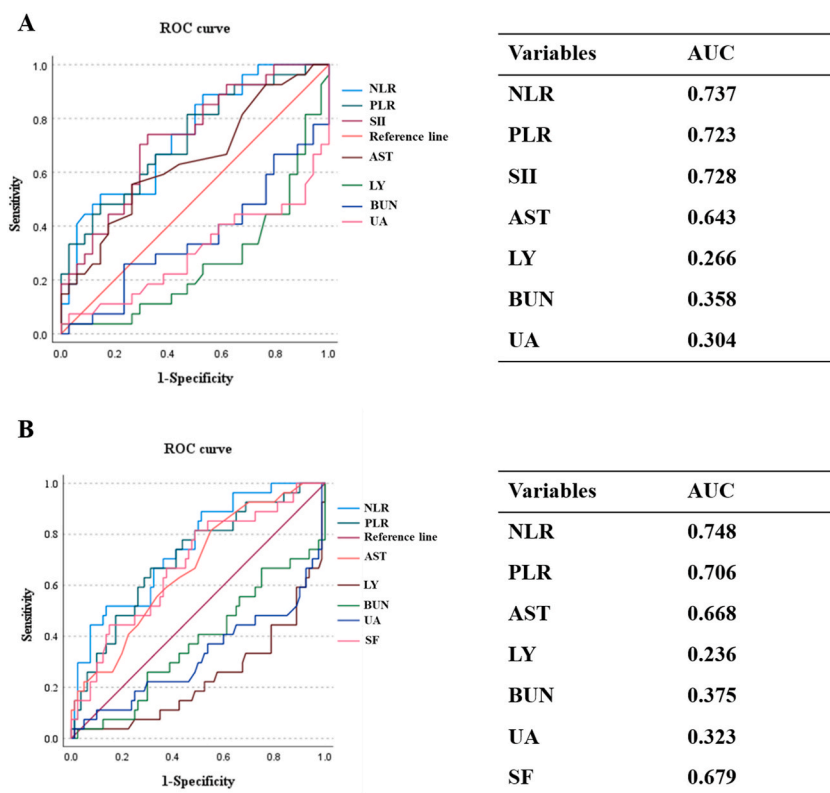 A
ROC curve
1.0
0.8
0.6
0.4
0.2
0.0
Sensitivity
0.0 0.2 0.4 0.6 0.8 1.0
1-Specificity
NLR
PLR
SII
Reference line
AST
LY
BUN
UA
Variables AUC
NLR 0.737
PLR 0.723
SII 0.728
AST 0.643
LY 0.266
BUN 0.358
UA 0.304
B
ROC curve
1.0
0.8
0.6
0.4
0.2
0.0
Sensitivity
0.0 0.2 0.4 0.6 0.8 1.0
1-Specificity
NLR
PLR
Reference line
AST
LY
BUN
UA
SF
Variables AUC
NLR 0.748
PLR 0.706
AST 0.668
LY 0.236
BUN 0.375
UA 0.323
SF 0.679